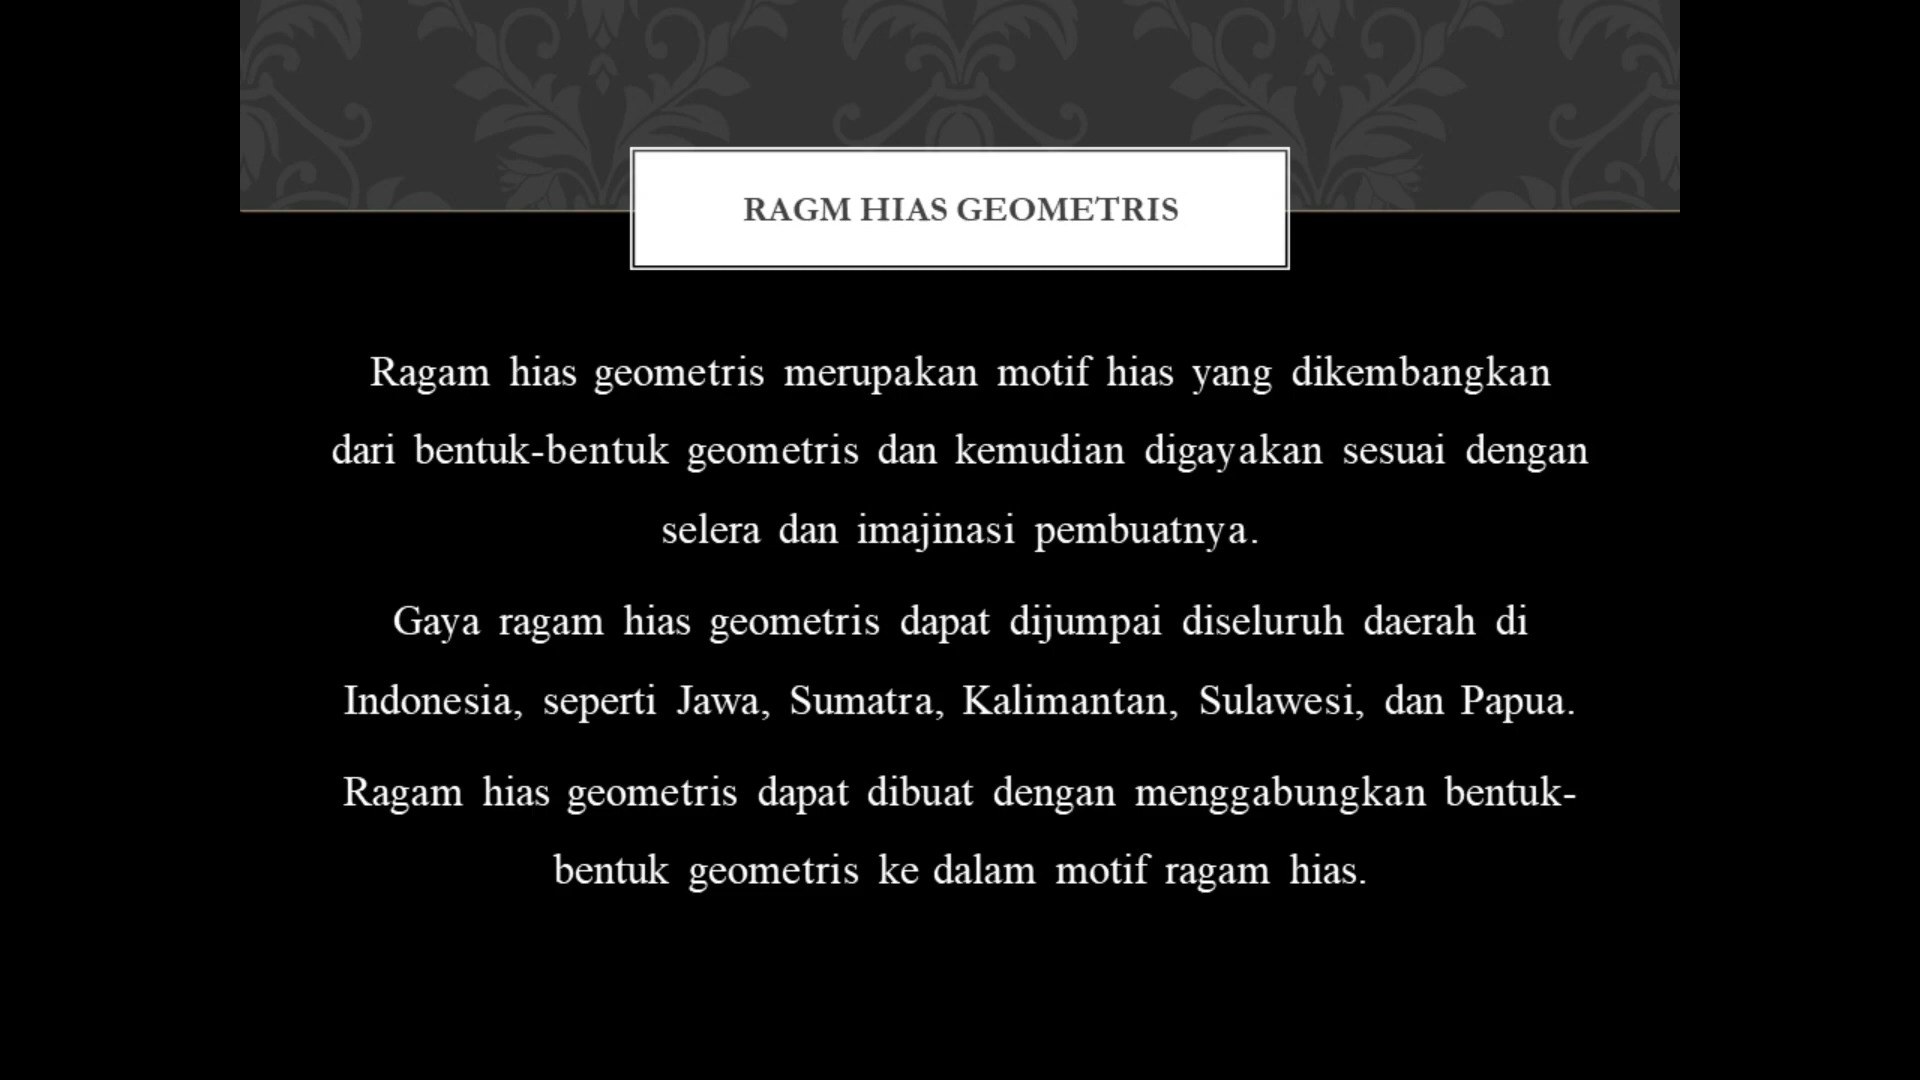 RAGM HIAS GEOMETRIS
Ragam hias geometris merupakan motif hias yang dikembangkan
dari bentuk-bentuk geometris dan kemudian digayakan sesuai dengan
selera dan imajinasi pembuatnya.
Gaya ragam hias geometris dapat dijumpai diseluruh daerah di
Indonesia, seperti Jawa, Sumatra, Kalimantan, Sulawesi, dan Papua.
Ragam hias geometris dapat dibuat dengan menggabungkan bentuk-
bentuk geometris ke dalam motif ragam hias.